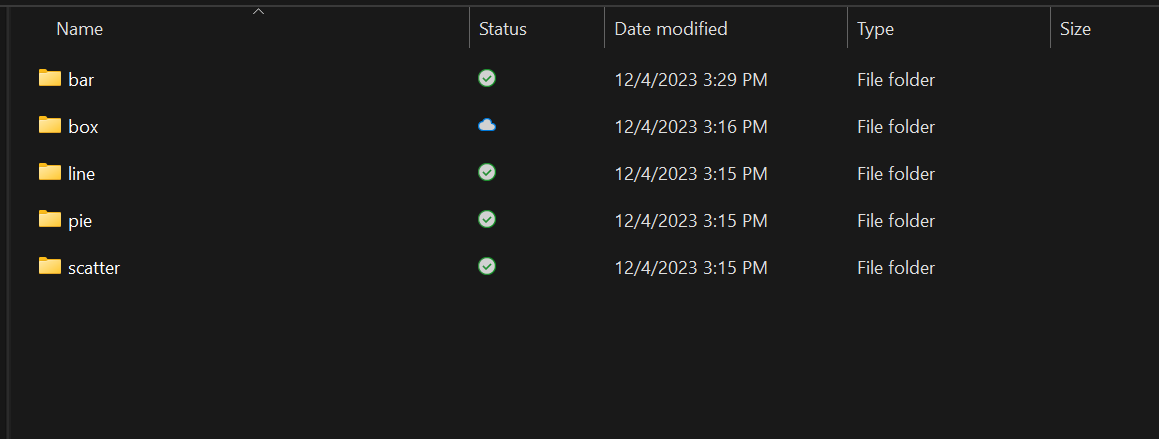 Name Status Date modified Type Size
bar 12/4/2023 3:29 PM File folder
box 12/4/2023 3:16 PM File folder
line 12/4/2023 3:15 PM File folder
pie 12/4/2023 3:15 PM File folder
scatter 12/4/2023 3:15 PM File folder